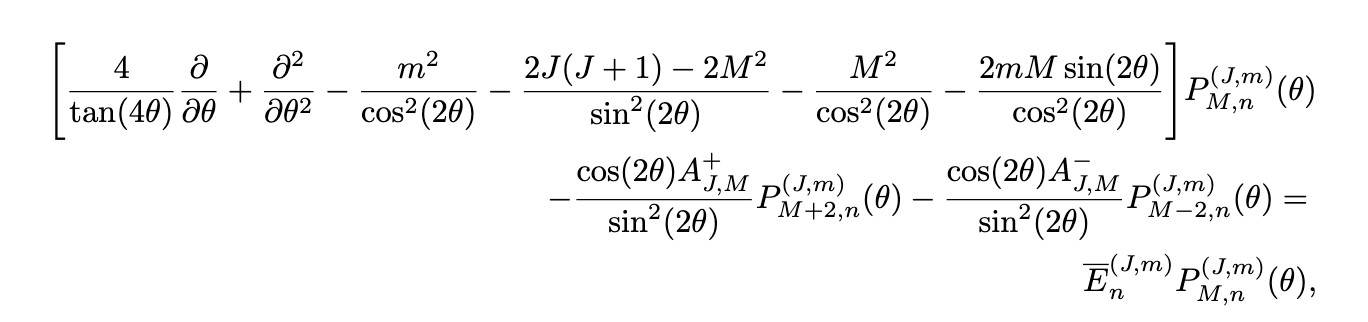 \left[\frac{4}{\tan(4\theta)}\frac{\partial}{\partial\theta}+\frac{\partial^2}{\partial\theta^2}-\frac{m^2}{\cos^2(2\theta)}-\frac{2J(J+1)-2M^2}{\sin^2(2\theta)}-\frac{M^2}{\cos^2(2\theta)}-\frac{2mM\sin(2\theta)}{\cos^2(2\theta)}\right]P_{M,n}^{(J,m)}(\theta)
-\frac{\cos(2\theta)A_{J,M}^{+}}{\sin^2(2\theta)}P_{M+2,n}^{(J,m)}(\theta)-\frac{\cos(2\theta)A_{J,M}^{-}}{\sin^2(2\theta)}P_{M-2,n}^{(J,m)}(\theta)=
\overline{E}_n^{(J,m)}P_{M,n}^{(J,m)}(\theta),